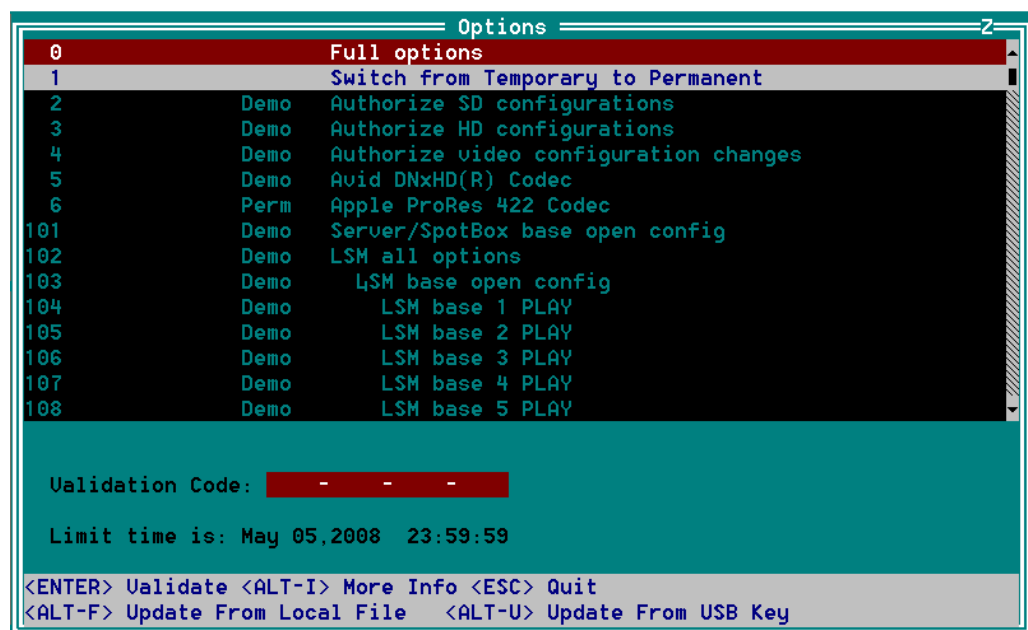 Options Z
0 Full options
1 Switch from Temporary to Permanent
2 Demo Authorize SD configurations
3 Demo Authorize HD configurations
4 Demo Authorize video configuration changes
5 Demo Avid DNxHD(R) Codec
6 Perm Apple ProRes 422 Codec
101 Demo Server/SpotBox base open config
102 Demo LSM all options
103 Demo LSM base open config
104 Demo LSM base 1 PLAY
105 Demo LSM base 2 PLAY
106 Demo LSM base 3 PLAY
107 Demo LSM base 4 PLAY
108 Demo LSM base 5 PLAY
Validation Code: - - -
Limit time is: May 05,2008 23:59:59
<ENTER> Validate <ALT-I> More Info <ESC> Quit
<ALT-F> Update From Local File <ALT-U> Update From USB Key